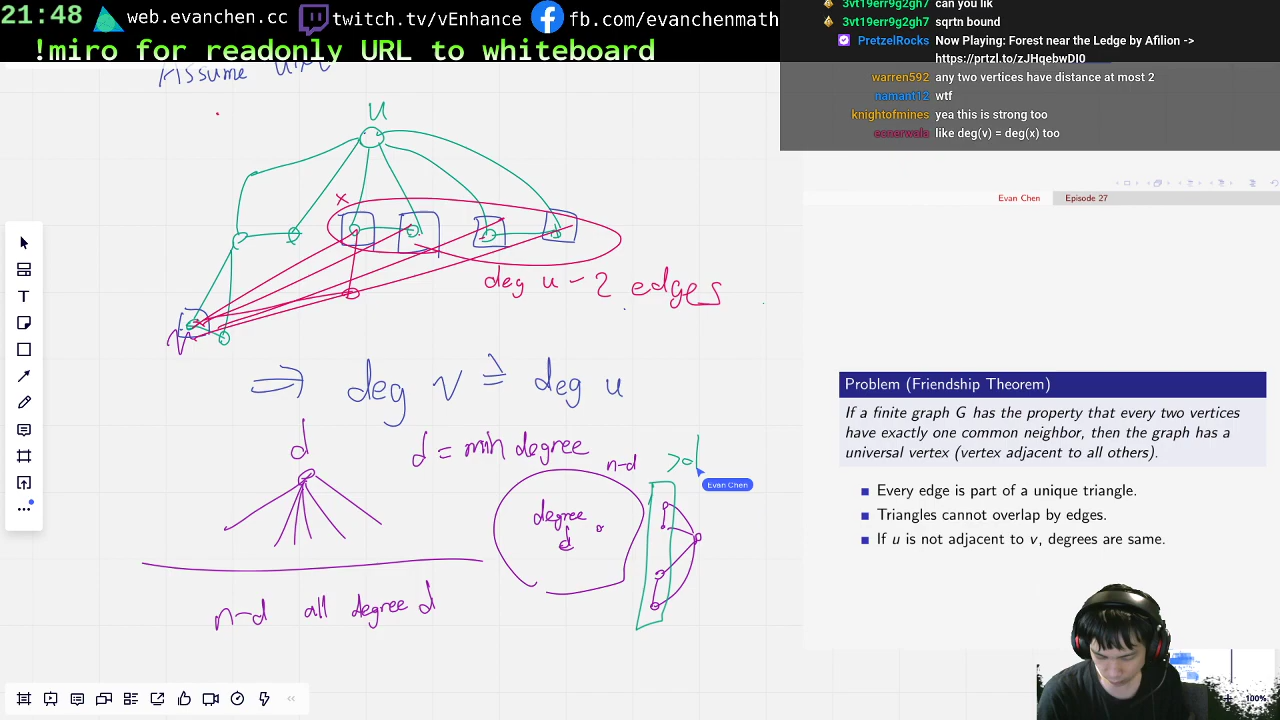 21:48 web.evanchen.cc twitch.tv/vEnhance fb.com/evanchenmath
!miro for readonly URL to whiteboard
3vt19err9g2gh7 can you lik
3vt19err9g2gh7 sqrtn bound
PretzelRocks Now Playing: Forest near the Ledge by Afilion ->
https://prtzl.to/zJHqebwDI0
warren592 any two vertices have distance at most 2
namant12 wtf
knightofmines yea this is strong too
ecnerwala like deg(v) = deg(x) too
Assume
u
x
v
deg u - 2 edges
⇒ deg v ≥ deg u
d
d = min degree
n-d
>d
Evan Chen
degree
d
n-d all degree d
T
Evan Chen Episode 27
Problem (Friendship Theorem)
If a finite graph G has the property that every two vertices
have exactly one common neighbor, then the graph has a
universal vertex (vertex adjacent to all others).
Every edge is part of a unique triangle.
Triangles cannot overlap by edges.
If u is not adjacent to v, degrees are same.
100%